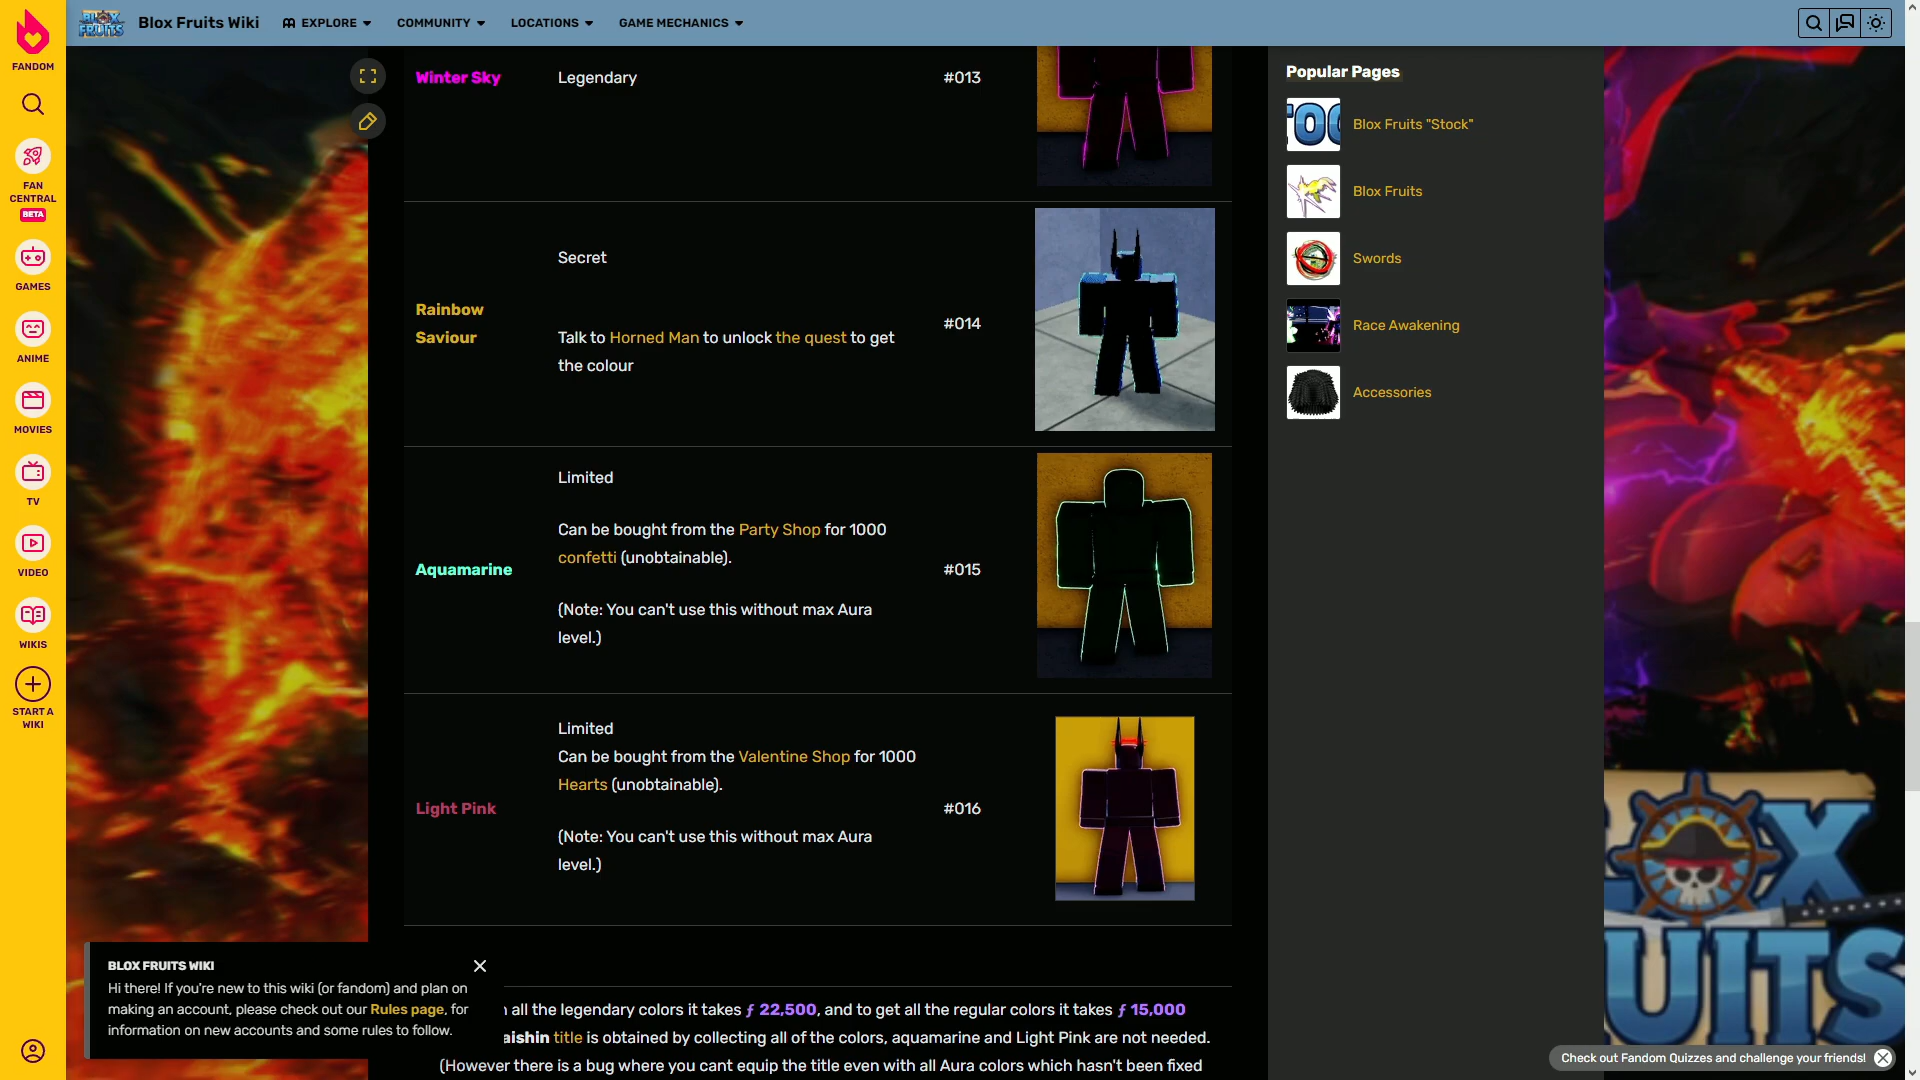 Blox Fruits Wiki
EXPLORE
COMMUNITY
LOCATIONS
GAME MECHANICS
FANDOM
FAN CENTRAL
BETA
GAMES
ANIME
MOVIES
TV
VIDEO
WIKIS
START A
WIKI
Winter Sky
Legendary
#013
Rainbow
Saviour
Secret
Talk to Horned Man to unlock the quest to get
the colour
#014
Aquamarine
Limited
Can be bought from the Party Shop for 1000
confetti (unobtainable).
(Note: You can't use this without max Aura
level.)
#015
Light Pink
Limited
Can be bought from the Valentine Shop for 1000
Hearts (unobtainable).
(Note: You can't use this without max Aura
level.)
#016
all the legendary colors it takes ƒ 22,500, and to get all the regular colors it takes ƒ 15,000
aishin title is obtained by collecting all of the colors, aquamarine and Light Pink are not needed.
(However there is a bug where you cant equip the title even with all Aura colors which hasn't been fixed
BLOX FRUITS WIKI
Hi there! If you're new to this wiki (or fandom) and plan on
making an account, please check out our Rules page, for
information on new accounts and some rules to follow.
Popular Pages
Blox Fruits "Stock"
Blox Fruits
Swords
Race Awakening
Accessories
Check out Fandom Quizzes and challenge your friends!
BLOX
FRUITS